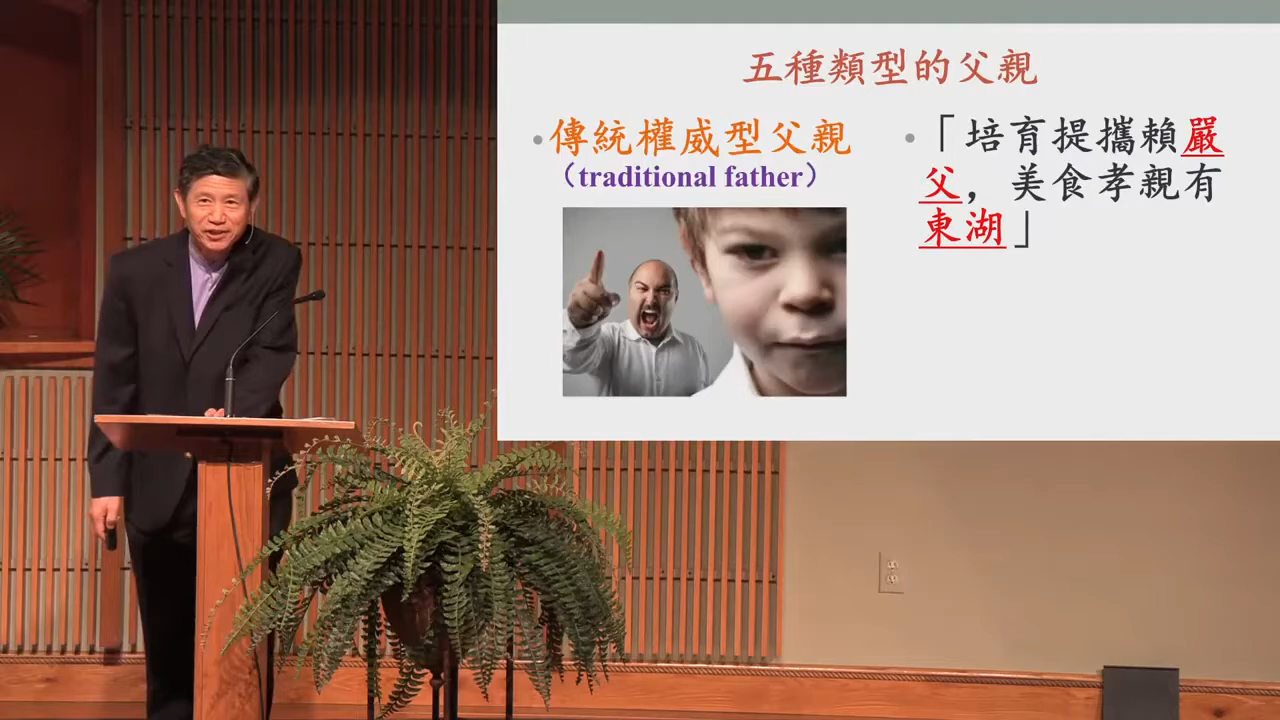 五種類型的父親
•傳統權威型父親
（traditional father）
•「培育提攜賴嚴
父，美食孝親有
東湖」